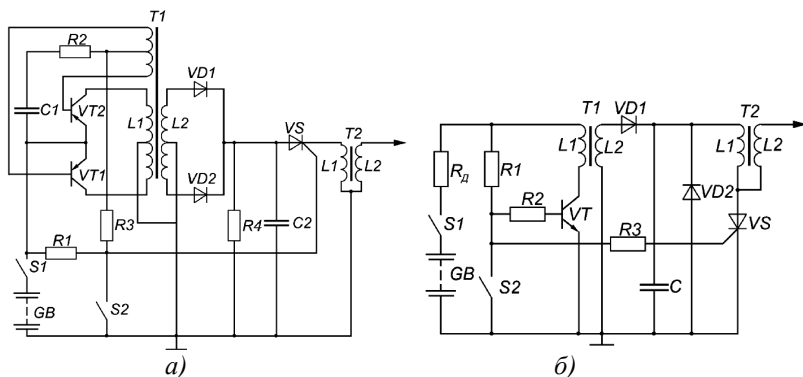 T1
R2
C1
VT2
VT1
L1
L2
VD1
VD2
VS
T2
L1
L2
R3
R4
C2
R1
S1
GB
S2
а)
T1
VD1
T2
L1
L2
L1
L2
Rд
R1
R2
VT
VD2
VS
S1
R3
GB
S2
C
б)